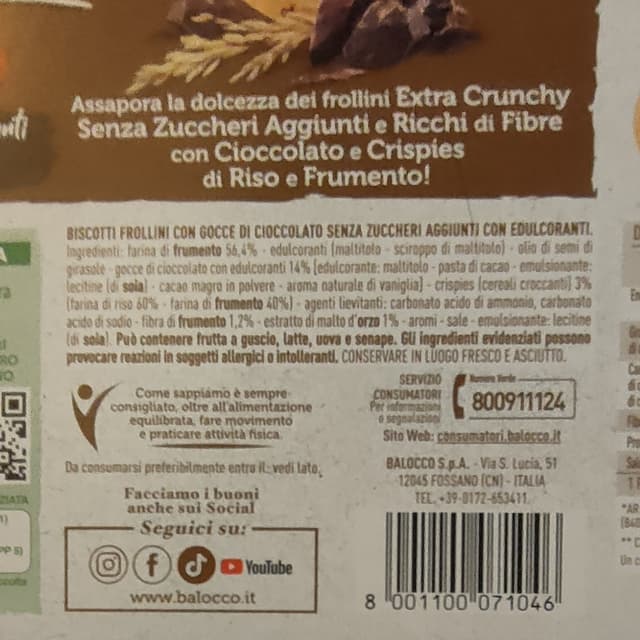 Assapora la dolcezza dei frollini Extra Crunchy
Senza Zuccheri Aggiunti e Ricchi di Fibre
con Cioccolato e Crispies
di Riso e Frumento!
BISCOTTI FROLLINI CON GOCCE DI CIOCCOLATO SENZA ZUCCHERI AGGIUNTI CON EDULCORANTI.
Ingredienti: farina di frumento 56,4% - edulcoranti (maltitolo - sciroppo di maltitolo) - olio di semi di
girasole - gocce di cioccolato con edulcoranti 14% (edulcorante: maltitolo - pasta di cacao - emulsionante:
lecitine (di soia) - cacao magro in polvere - aroma naturale di vaniglia) - crispies (cereali croccanti) 3%
(farina di riso 60% - farina di frumento 40%) - agenti lievitanti: carbonato acido di ammonio, carbonato
acido di sodio - fibra di frumento 1,2% - estratto di malto d'orzo 1% - aromi - sale - emulsionante: lecitine
(di soia). Può contenere frutta a guscio, latte, uova e senape. Gli ingredienti evidenziati possono
provocare reazioni in soggetti allergici o intolleranti. CONSERVARE IN LUOGO FRESCO E ASCIUTTO.
Come sappiamo è sempre
consigliato, oltre all'alimentazione
equilibrata, fare movimento
e praticare attività fisica.
Da consumarsi preferibilmente entro il: vedi lato.
Facciamo i buoni
anche sui Social
Seguici su:
YouTube
www.balocco.it
SERVIZIO
CONSUMATORI
Per informazioni
o segnalazioni
Numero Verde
800911124
Sito Web: consumatori.balocco.it
BALOCCO S.p.A. - Via S. Lucia, 51
12045 FOSSANO (CN) - ITALIA
TEL. +39-0172-653411
8 001100 071046